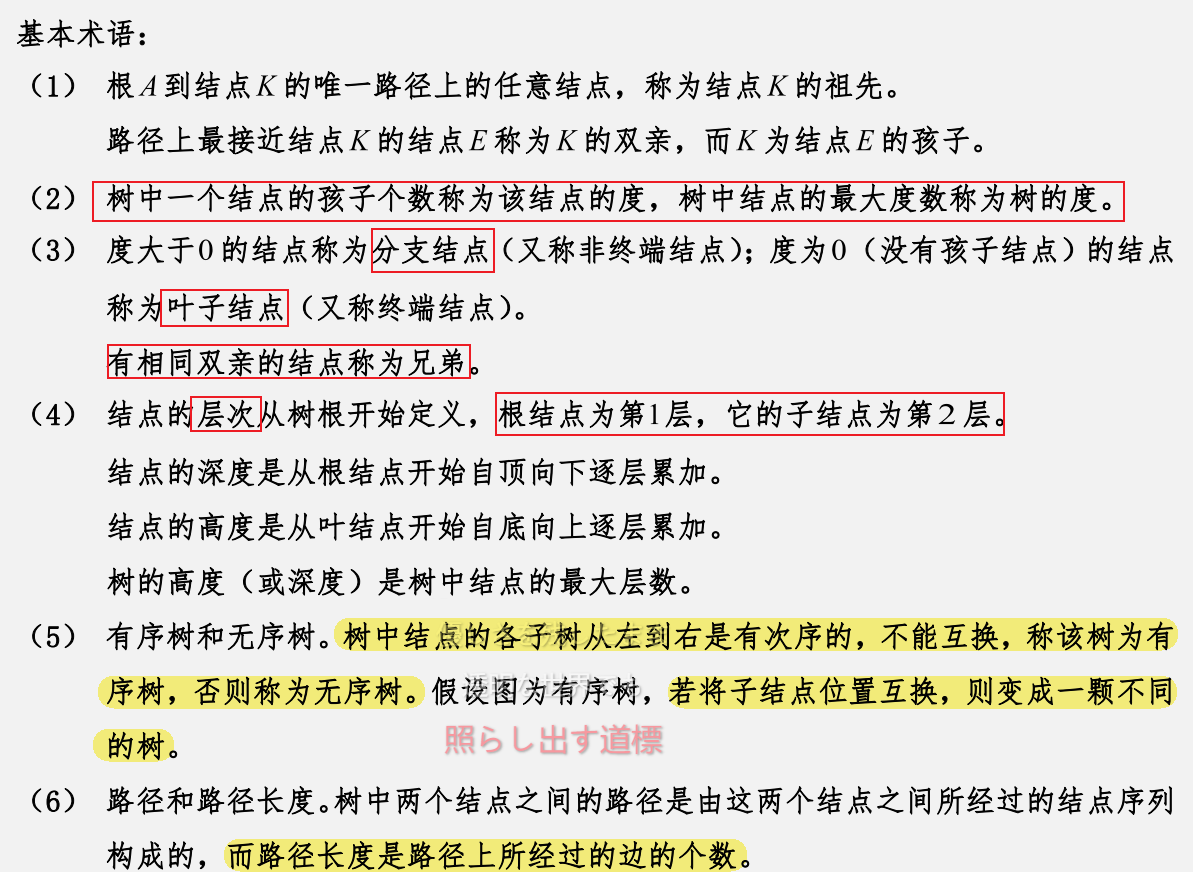 基本术语：
（1） 根A到结点K的唯一路径上的任意结点，称为结点K的祖先。
路径上最接近结点K的结点E称为K的双亲，而K为结点E的孩子。
（2） 树中一个结点的孩子个数称为该结点的度，树中结点的最大度数称为树的度。
（3） 度大于0的结点称为分支结点（又称非终端结点）；度为0（没有孩子结点）的结点
称为叶子结点（又称终端结点）。
有相同双亲的结点称为兄弟。
（4） 结点的层次从树根开始定义，根结点为第1层，它的子结点为第2层。
结点的深度是从根结点开始自顶向下逐层累加。
结点的高度是从叶结点开始自底向上逐层累加。
树的高度（或深度）是树中结点的最大层数。
（5） 有序树和无序树。树中结点的各子树从左到右是有次序的，不能互换，称该树为有
序树，否则称为无序树。假设图为有序树，若将子结点位置互换，则变成一颗不同
的树。
照らし出す道標
（6） 路径和路径长度。树中两个结点之间的路径是由这两个结点之间所经过的结点序列
构成的，而路径长度是路径上所经过的边的个数。